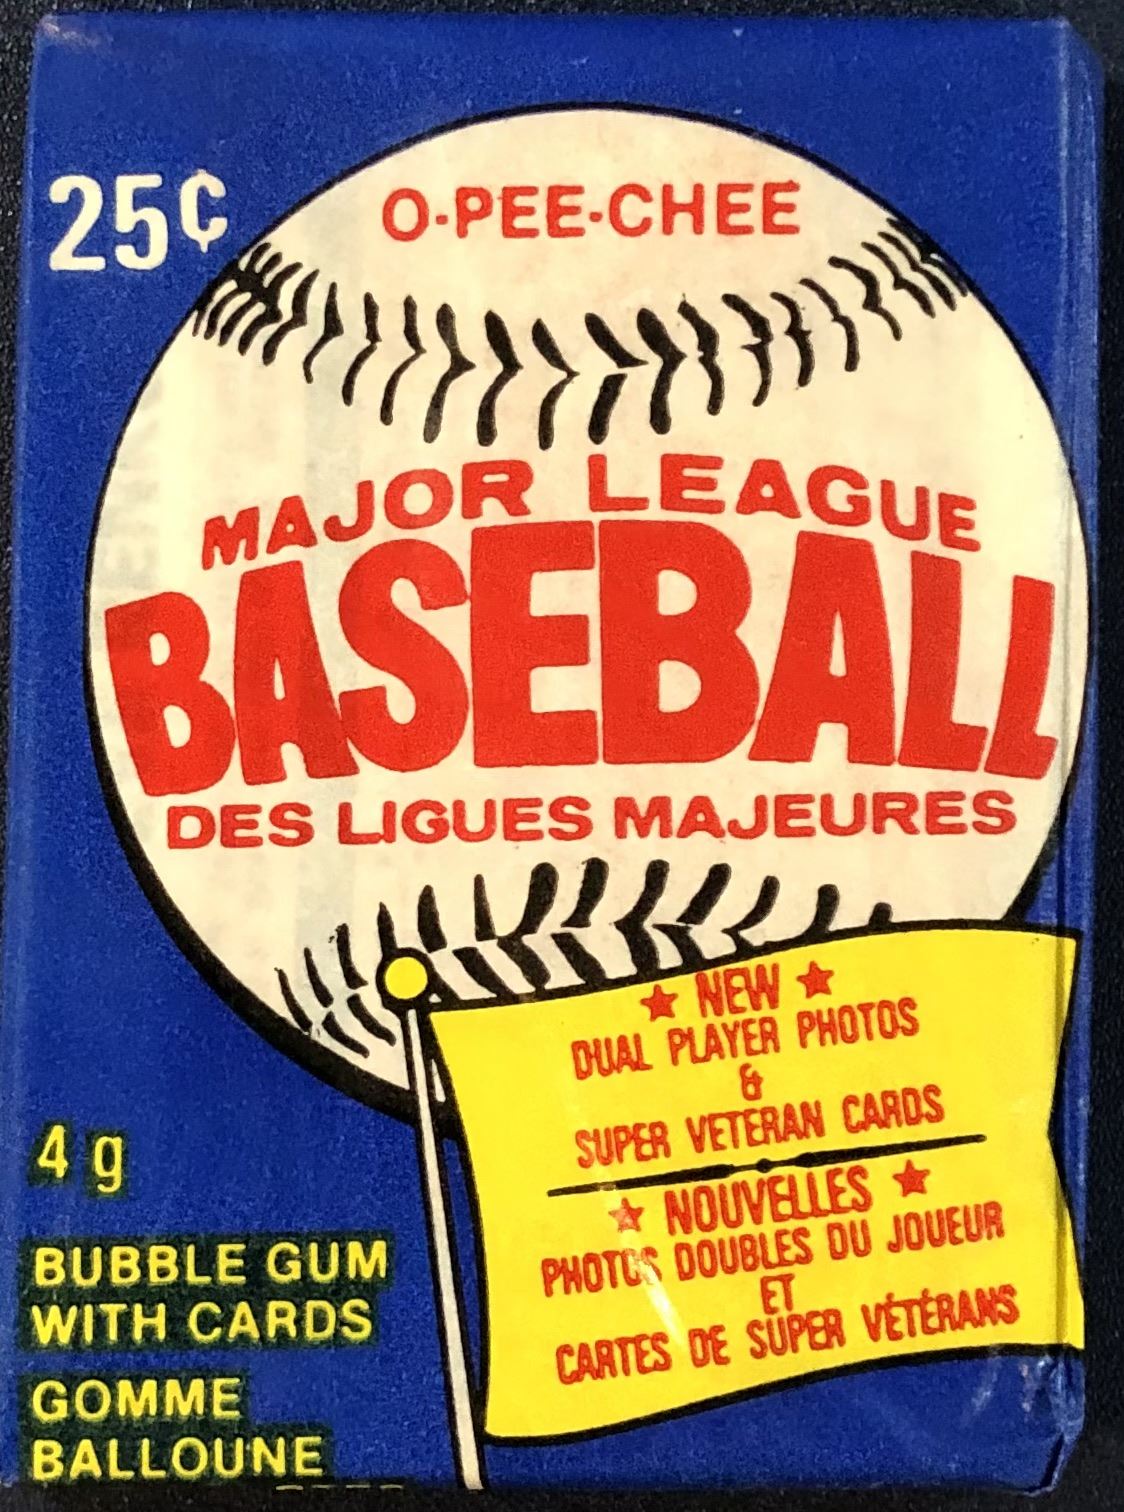 25¢
O-PEE-CHEE
MAJOR LEAGUE
BASEBALL
DES LIGUES MAJEURES
★ NEW ★
DUAL PLAYER PHOTOS
&
SUPER VETERAN CARDS
★ NOUVELLES ★
PHOTOS DOUBLES DU JOUEUR
ET
CARTES DE SUPER VÉTÉRANS
4 g
BUBBLE GUM
WITH CARDS
GOMME
BALLOUNE